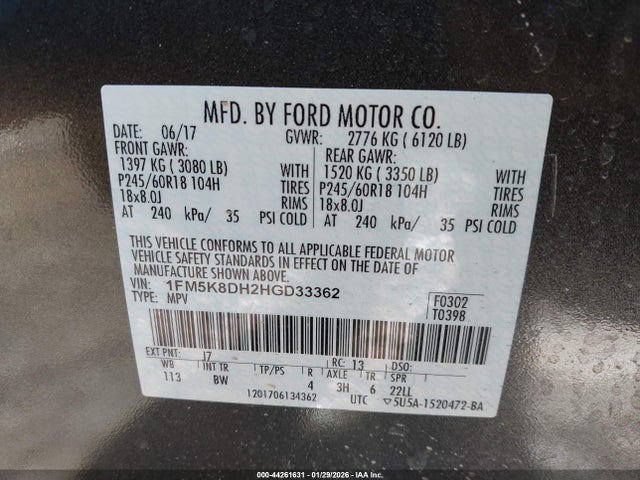 MFD. BY FORD MOTOR CO.
DATE: 06/17 GVWR: 2776 KG ( 6120 LB)
FRONT GAWR: REAR GAWR:
1397 KG ( 3080 LB) WITH 1520 KG ( 3350 LB) WITH
P245/60R18 104H TIRES P245/60R18 104H TIRES
18x8.0J RIMS 18x8.0J RIMS
AT 240 kPa/ 35 PSI COLD AT 240 kPa/ 35 PSI COLD
THIS VEHICLE CONFORMS TO ALL APPLICABLE FEDERAL MOTOR
VEHICLE SAFETY STANDARDS IN EFFECT ON THE DATE OF
MANUFACTURE SHOWN ABOVE.
VIN: 1FM5K8DH2HGD33362
TYPE: MPV
F0302
T0398
EXT PNT: J7 RC: 13 DSO:
WB INT TR TP/PS R AXLE TR SPR
113 BW 4 3H 6 22LL
1201706134362 UTC ▽5U5A-1520472-BA
000-44261631 - 01/29/2026 - IAA Inc.